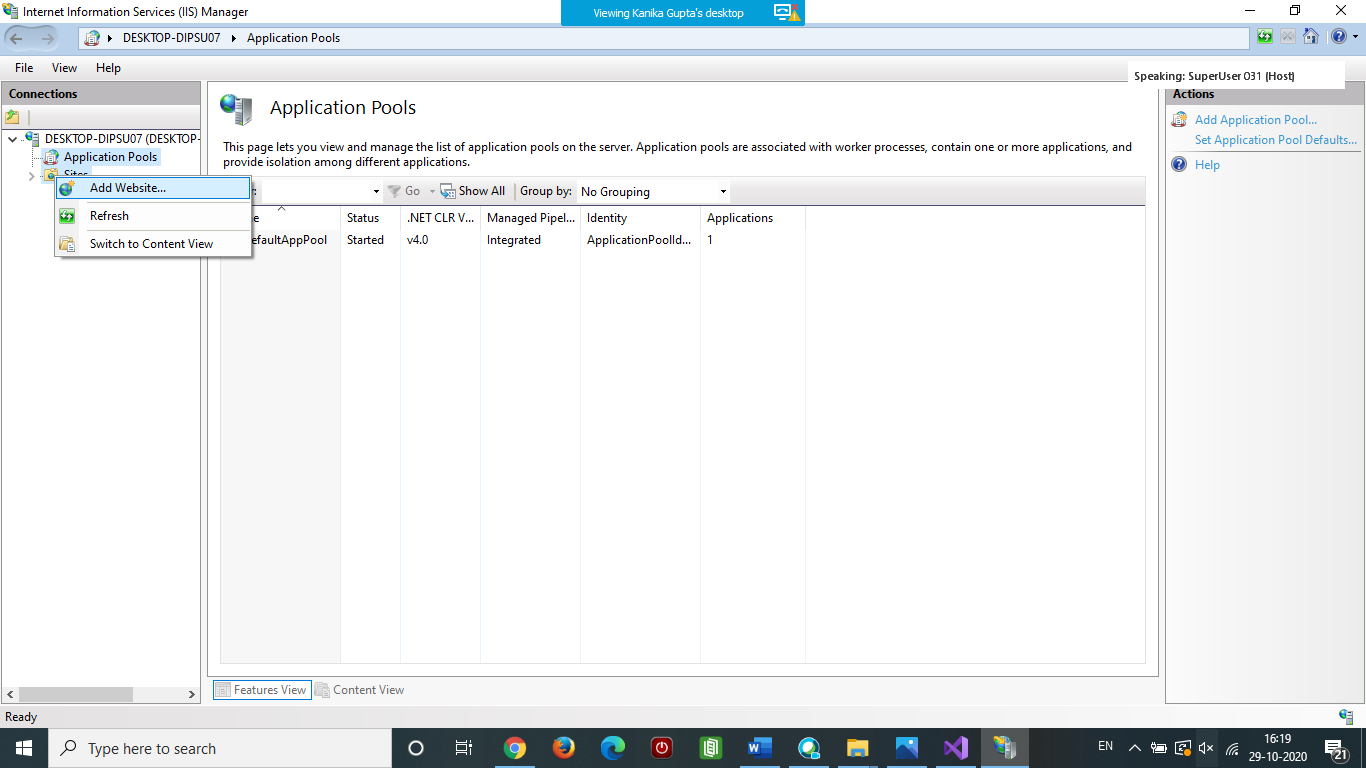 Internet Information Services (IIS) Manager
Viewing Kanika Gupta's desktop
DESKTOP-DIPSU07 Application Pools
File View Help
Speaking: SuperUser 031 (Host)
Connections
DESKTOP-DIPSU07 (DESKTOP-
Application Pools
Sites
Add Website...
Refresh
Switch to Content View
Application Pools
This page lets you view and manage the list of application pools on the server. Application pools are associated with worker processes, contain one or more applications, and
provide isolation among different applications.
Go Show All Group by: No Grouping
Status .NET CLR V... Managed Pipel... Identity Applications
efaultAppPool Started v4.0 Integrated ApplicationPoolId... 1
Actions
Add Application Pool...
Set Application Pool Defaults...
Help
Features View Content View
Ready
Type here to search
EN
16:19
29-10-2020
21